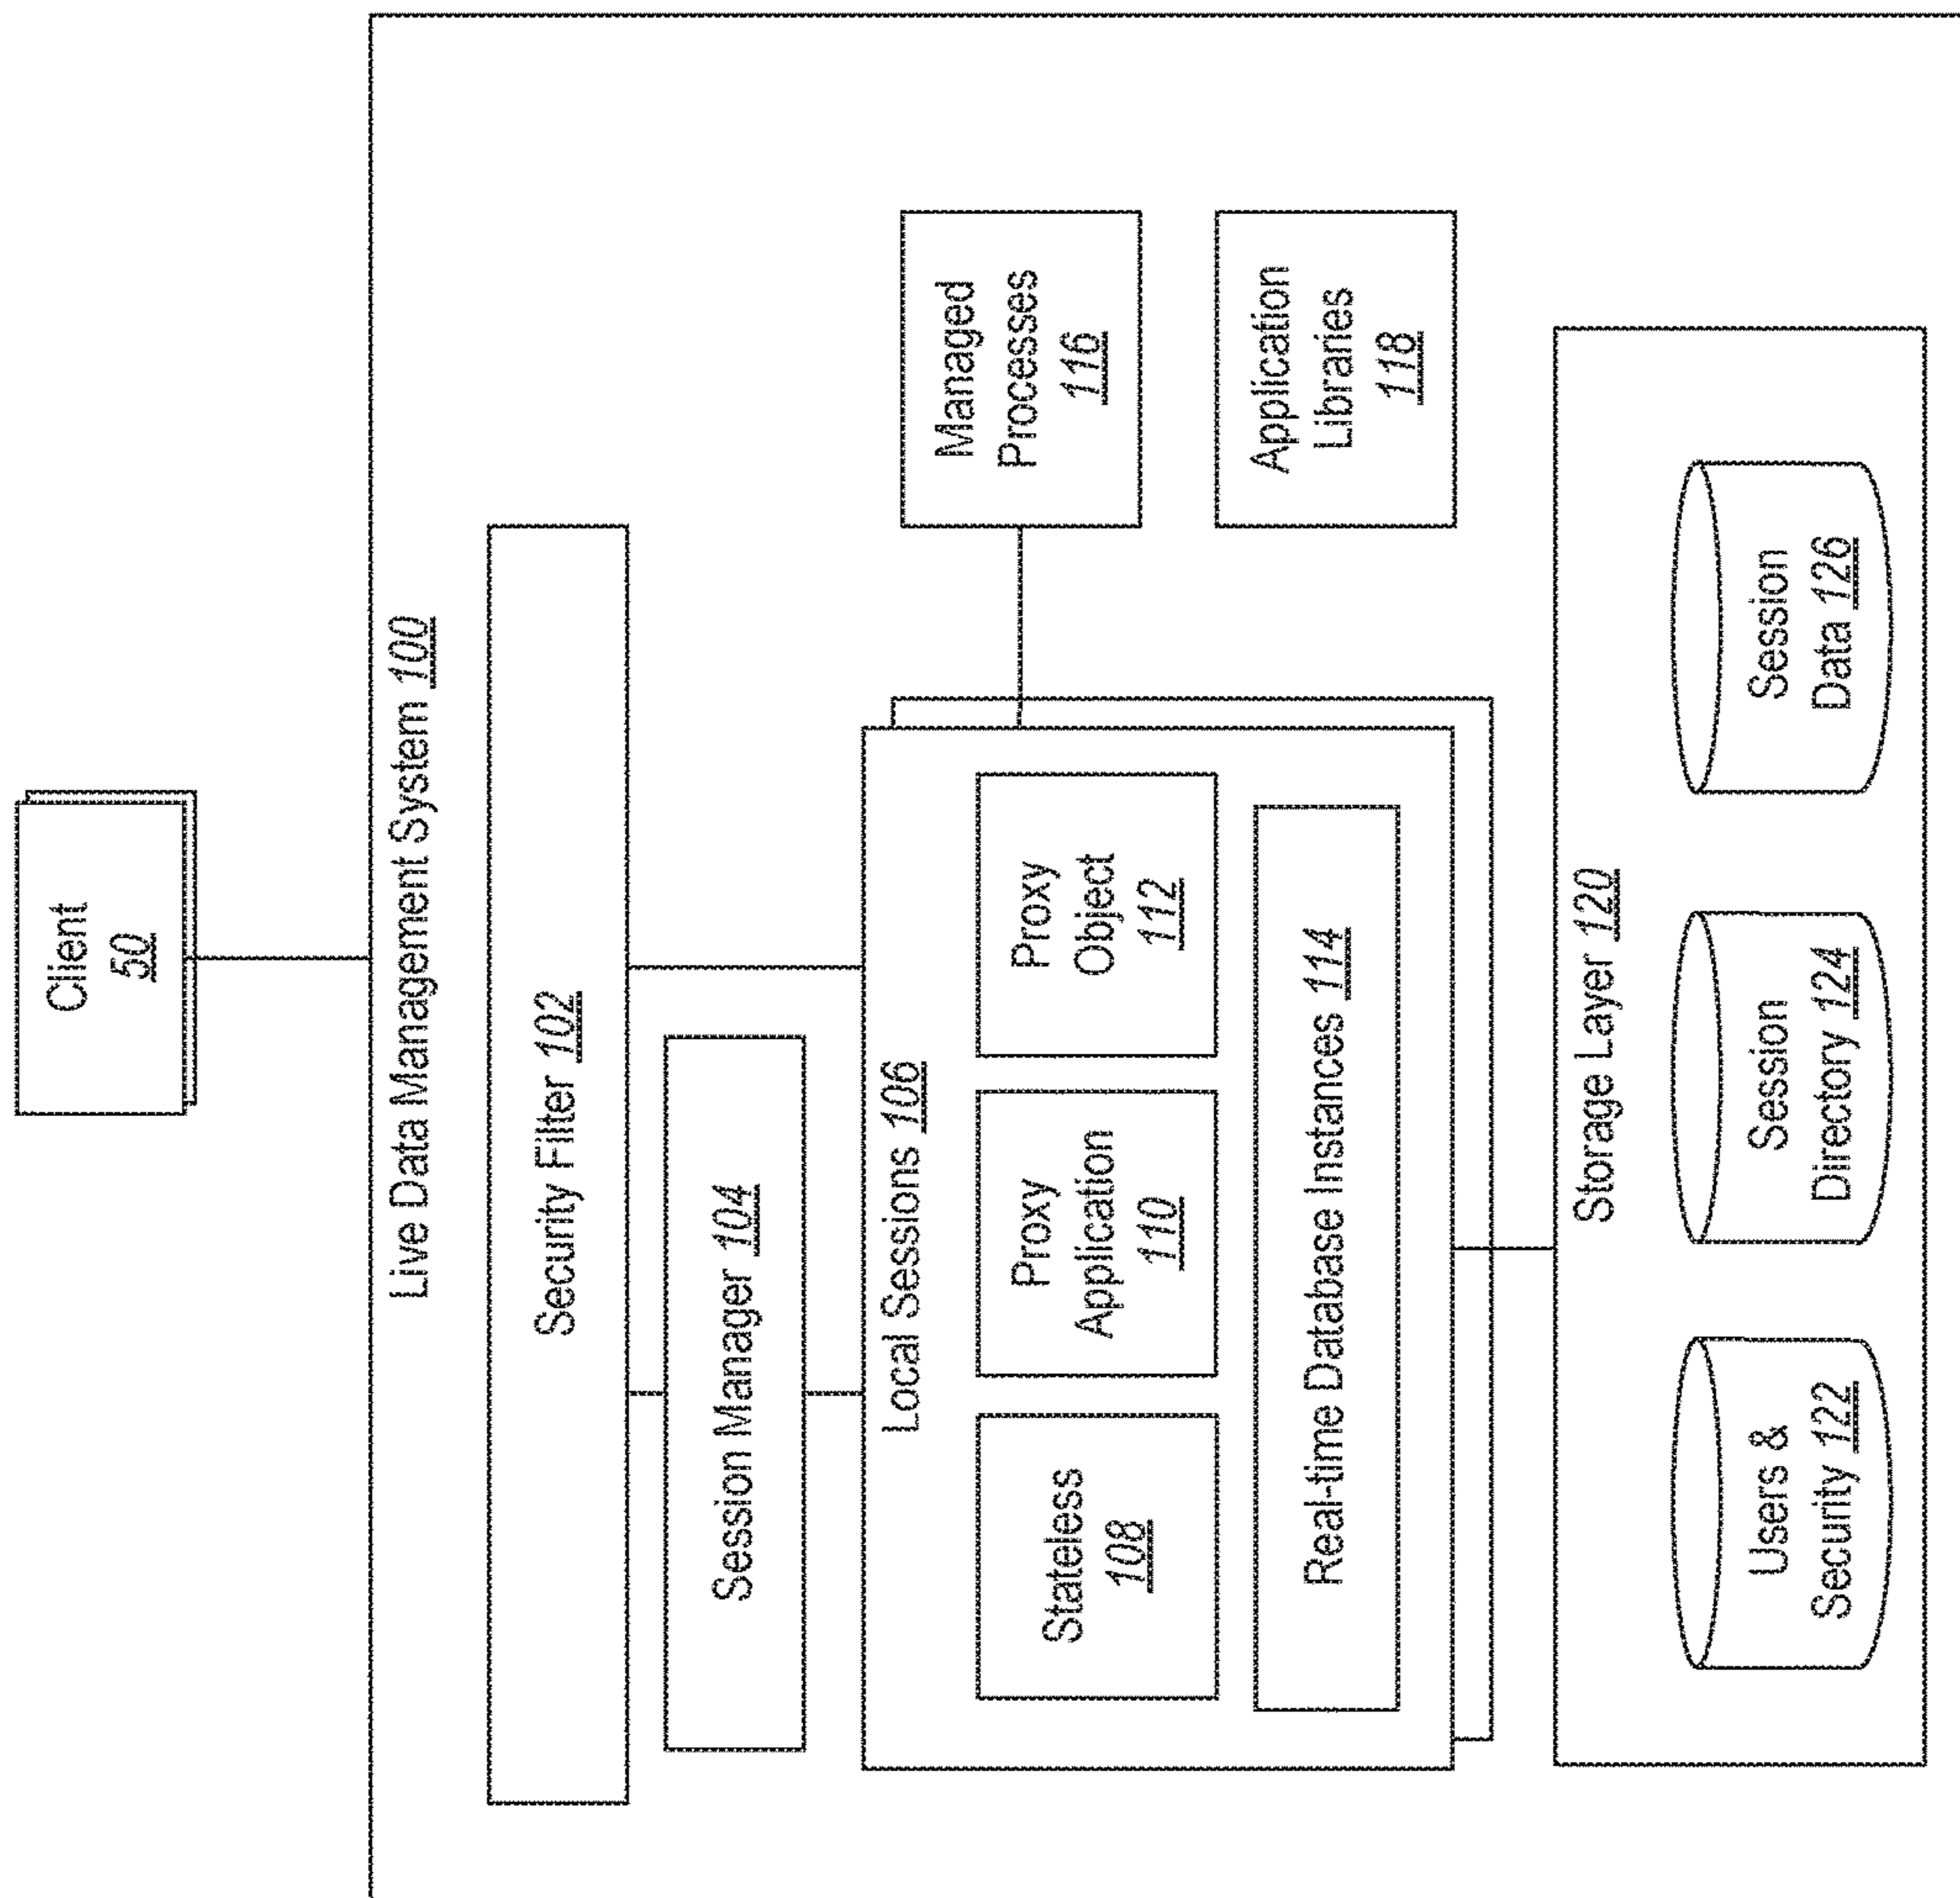 Client
50
Live Data Management System 100
Security Filter 102
Session Manager 104
Local Sessions 106
Stateless
108
Proxy
Application
110
Proxy
Object
112
Real-time Database Instances 114
Managed
Processes
116
Application
Libraries
118
Storage Layer 120
Users &
Security 122
Session
Directory 124
Session
Data 126